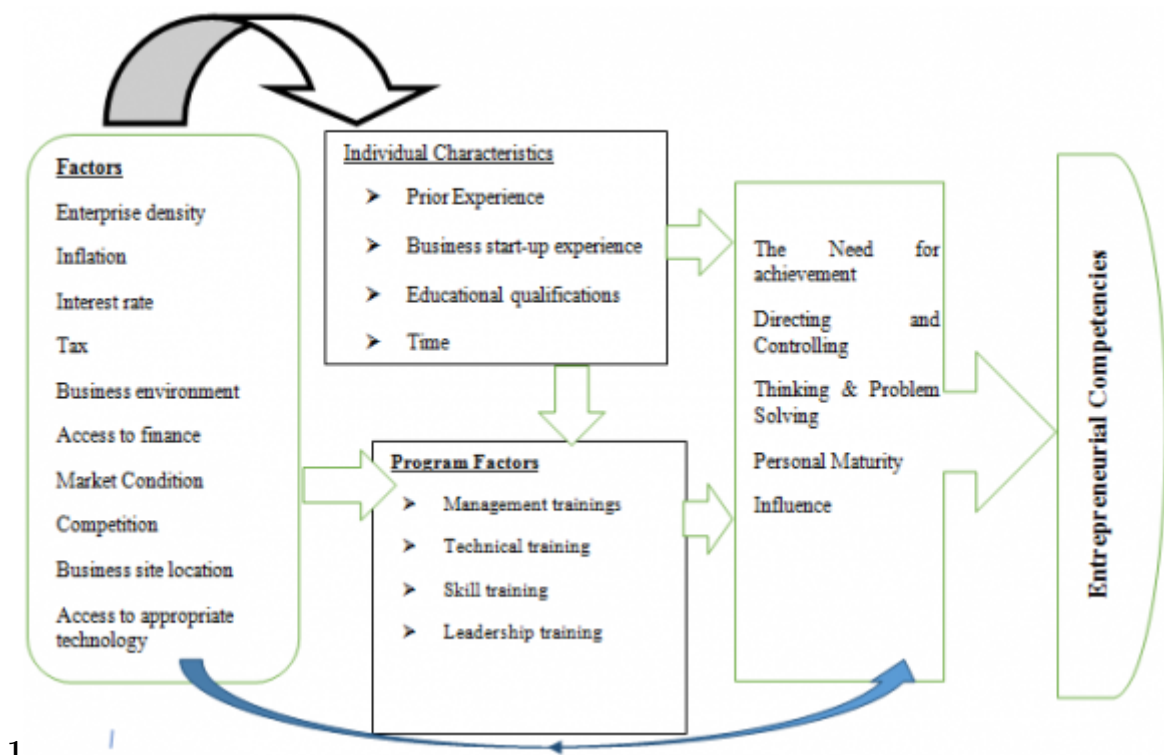 Factors
Enterprise density
Inflation
Interest rate
Tax
Business environment
Access to finance
Market Condition
Competition
Business site location
Access to appropriate
technology
Individual Characteristics
➤ Prior Experience
➤ Business start-up experience
➤ Educational qualifications
➤ Time
Program Factors
➤ Management trainings
➤ Technical training
➤ Skill training
➤ Leadership training
The Need for
achievement
Directing and
Controlling
Thinking & Problem
Solving
Personal Maturity
Influence
Entrepreneurial Competencies
1